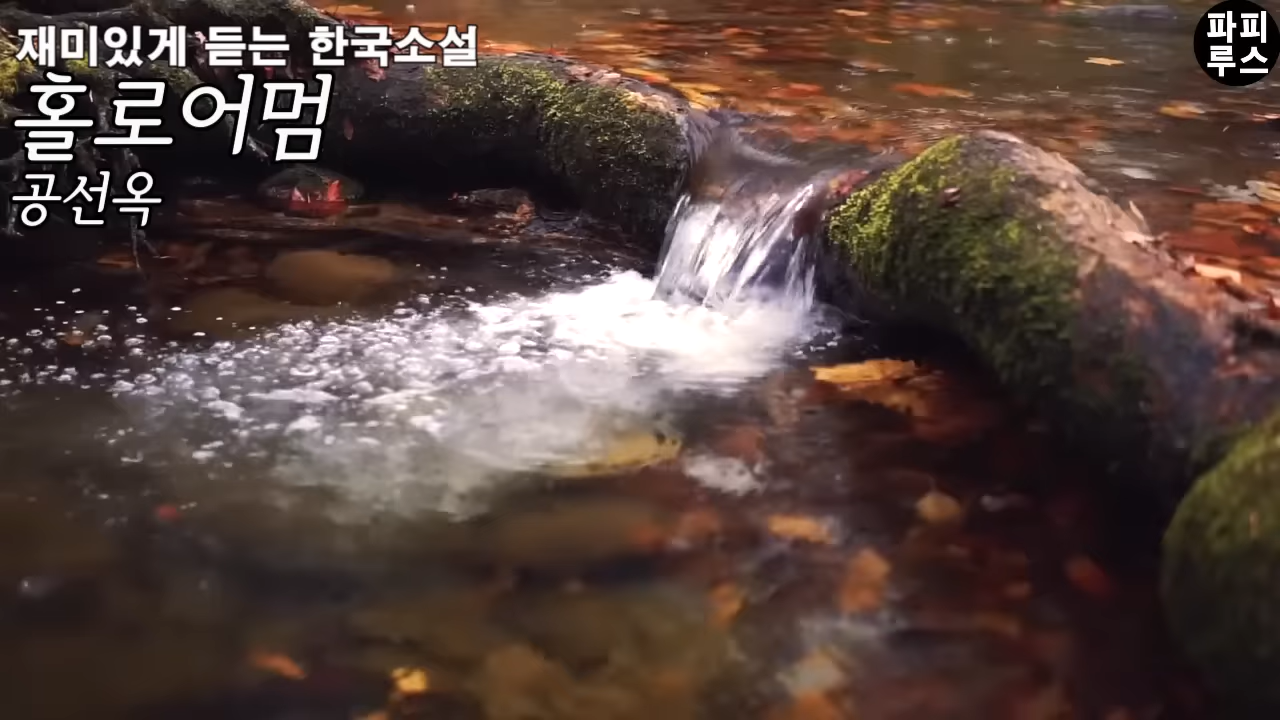 재미있게 듣는 한국소설
홀로어멈
공선옥
파피
루스